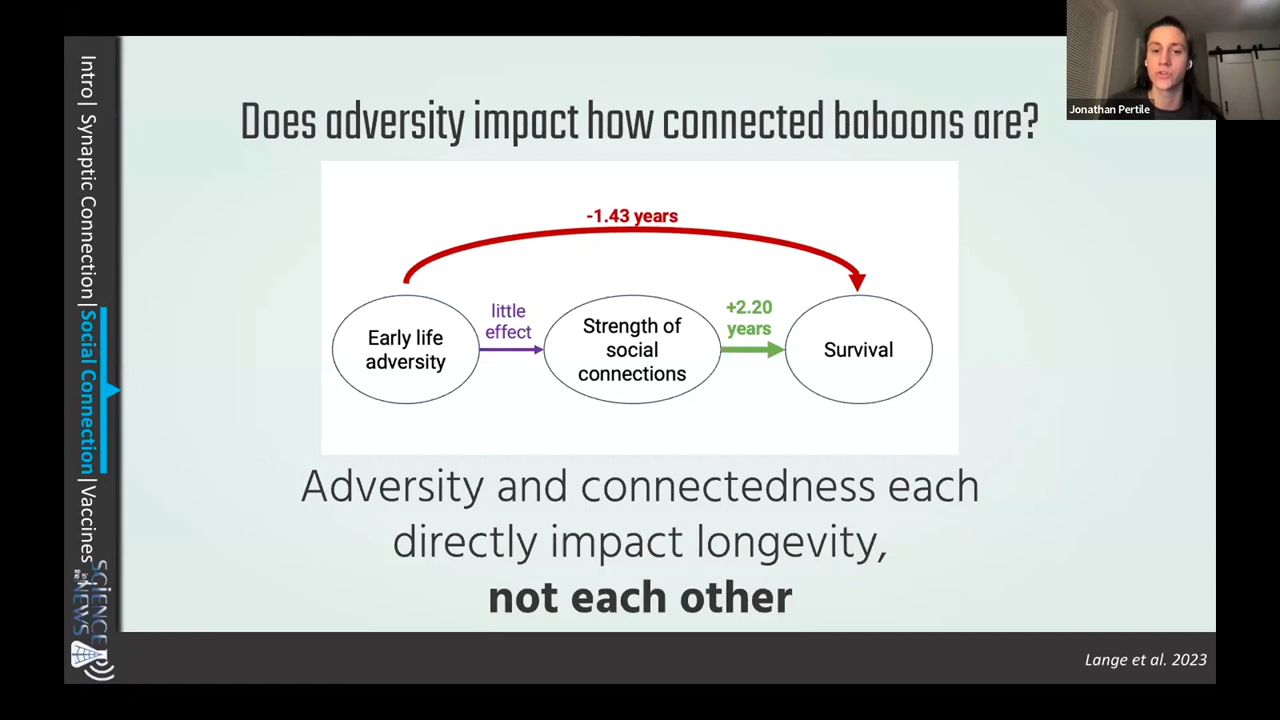 Intro| Synaptic Connection| Social Connection |Vaccines
SCIENCE
in the
NEWS
Jonathan Pertile
Does adversity impact how connected baboons are?
-1.43 years
little
effect
+2.20
years
Early life
adversity
Strength of
social
connections
Survival
Adversity and connectedness each
directly impact longevity,
not each other
Lange et al. 2023